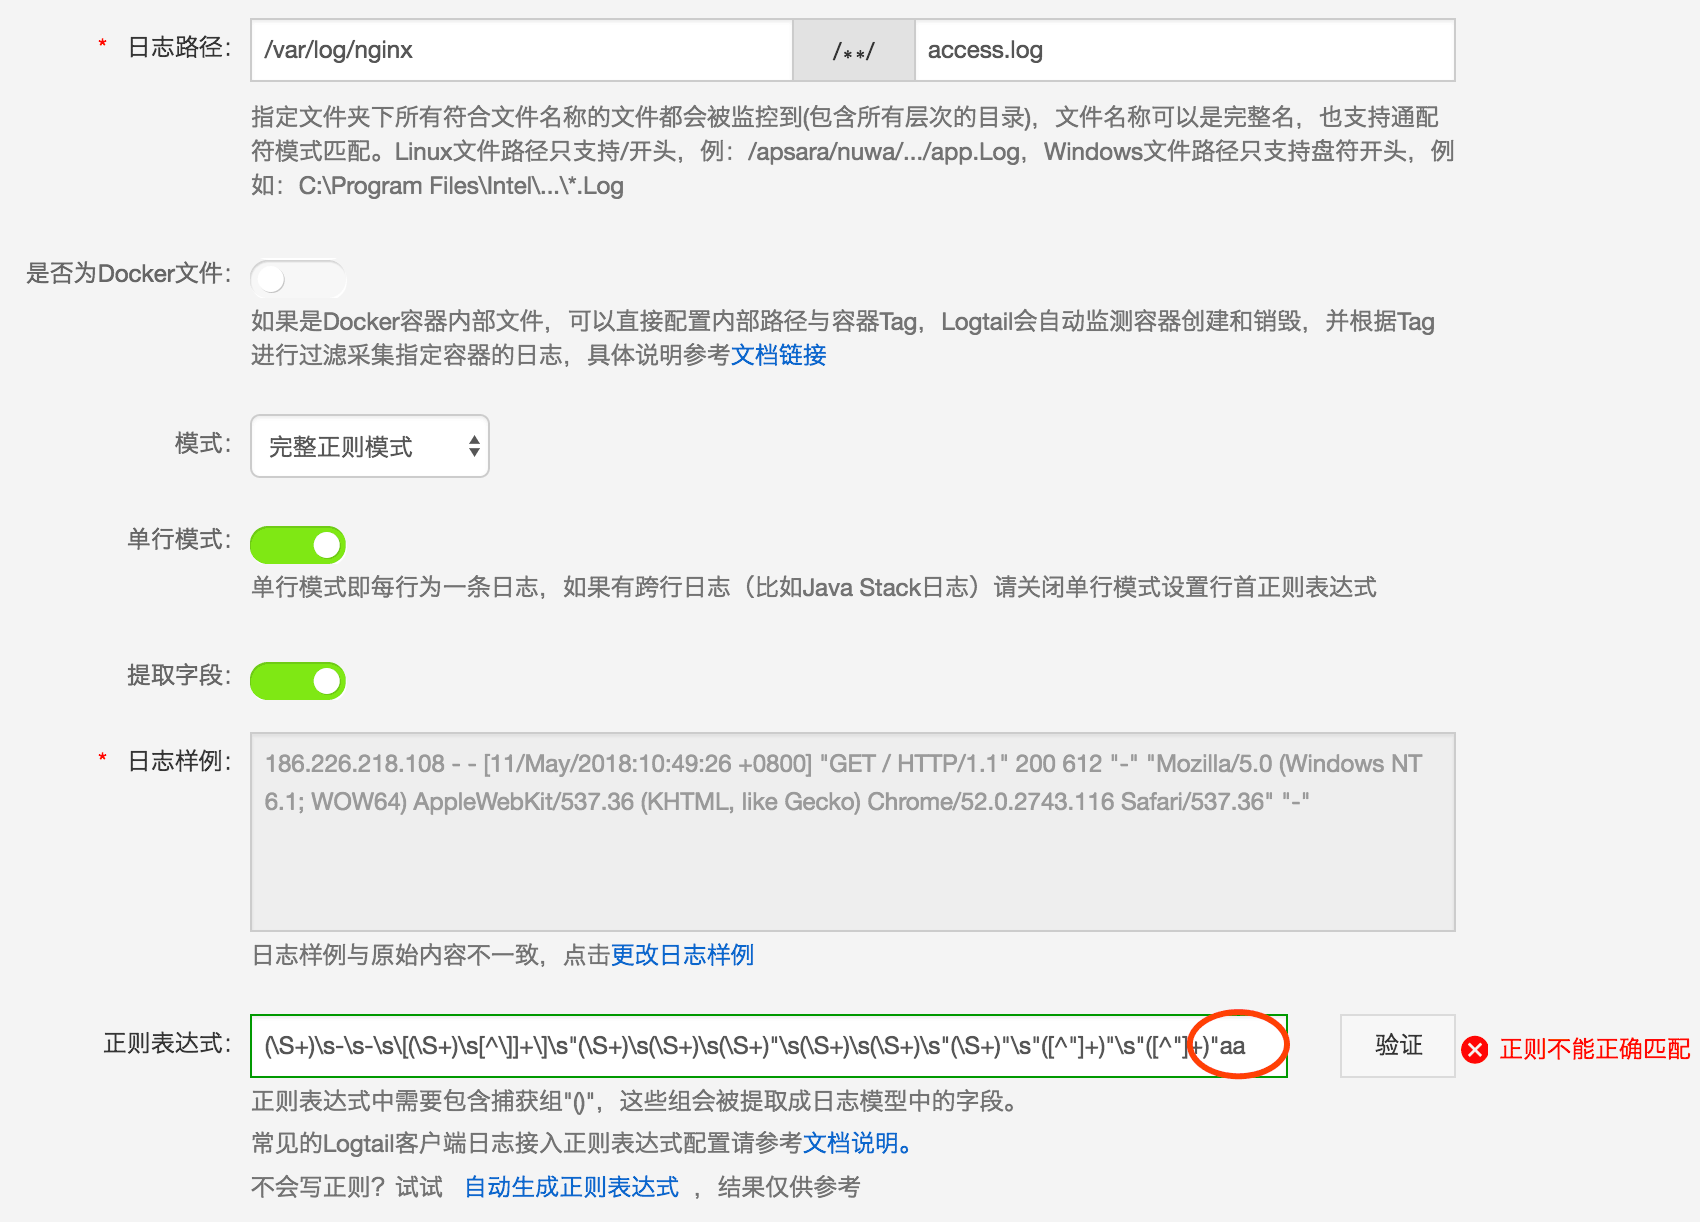 * 日志路径: /var/log/nginx /**/ access.log
指定文件夹下所有符合文件名称的文件都会被监控到(包含所有层次的目录)，文件名称可以是完整名，也支持通配
符模式匹配。Linux文件路径只支持/开头，例：/apsara/nuwa/.../app.Log，Windows文件路径只支持盘符开头，例
如：C:\Program Files\Intel\...\*.Log
是否为Docker文件:
如果是Docker容器内部文件，可以直接配置内部路径与容器Tag，Logtail会自动监测容器创建和销毁，并根据Tag
进行过滤采集指定容器的日志，具体说明参考文档链接
模式: 完整正则模式
单行模式:
单行模式即每行为一条日志，如果有跨行日志（比如Java Stack日志）请关闭单行模式设置行首正则表达式
提取字段:
* 日志样例: 186.226.218.108 - - [11/May/2018:10:49:26 +0800] "GET / HTTP/1.1" 200 612 "-" "Mozilla/5.0 (Windows NT
6.1; WOW64) AppleWebKit/537.36 (KHTML, like Gecko) Chrome/52.0.2743.116 Safari/537.36" "-"
日志样例与原始内容不一致，点击更改日志样例
正则表达式: (\S+)\s-\s-\s\[(\S+)\s[^\]]+\]\s"(\S+)\s(\S+)\s(\S+)"\s(\S+)\s(\S+)\s"(\S+)"\s"([^"]+)"\s"([^"]+)"aa 验证 正则不能正确匹配
正则表达式中需要包含捕获组"()"，这些组会被提取成日志模型中的字段。
常见的Logtail客户端日志接入正则表达式配置请参考文档说明。
不会写正则？试试 自动生成正则表达式 ，结果仅供参考